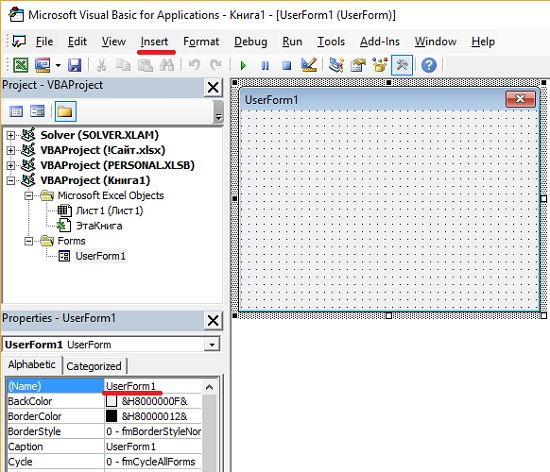 Microsoft Visual Basic for Applications - Книга1 - [UserForm1 (UserForm)]
File Edit View Insert Format Debug Run Tools Add-Ins Window Help
Project - VBAProject
Solver (SOLVER.XLAM)
VBAProject (!Сайт.xlsx)
VBAProject (PERSONAL.XLSB)
VBAProject (Книга1)
Microsoft Excel Objects
Лист1 (Лист1)
ЭтаКнига
Forms
UserForm1
UserForm1
Properties - UserForm1
UserForm1 UserForm
Alphabetic Categorized
(Name) UserForm1
BackColor &H8000000F&
BorderColor &H80000012&
BorderStyle 0 - fmBorderStyleNor
Caption UserForm1
Cycle 0 - fmCycleAllForms